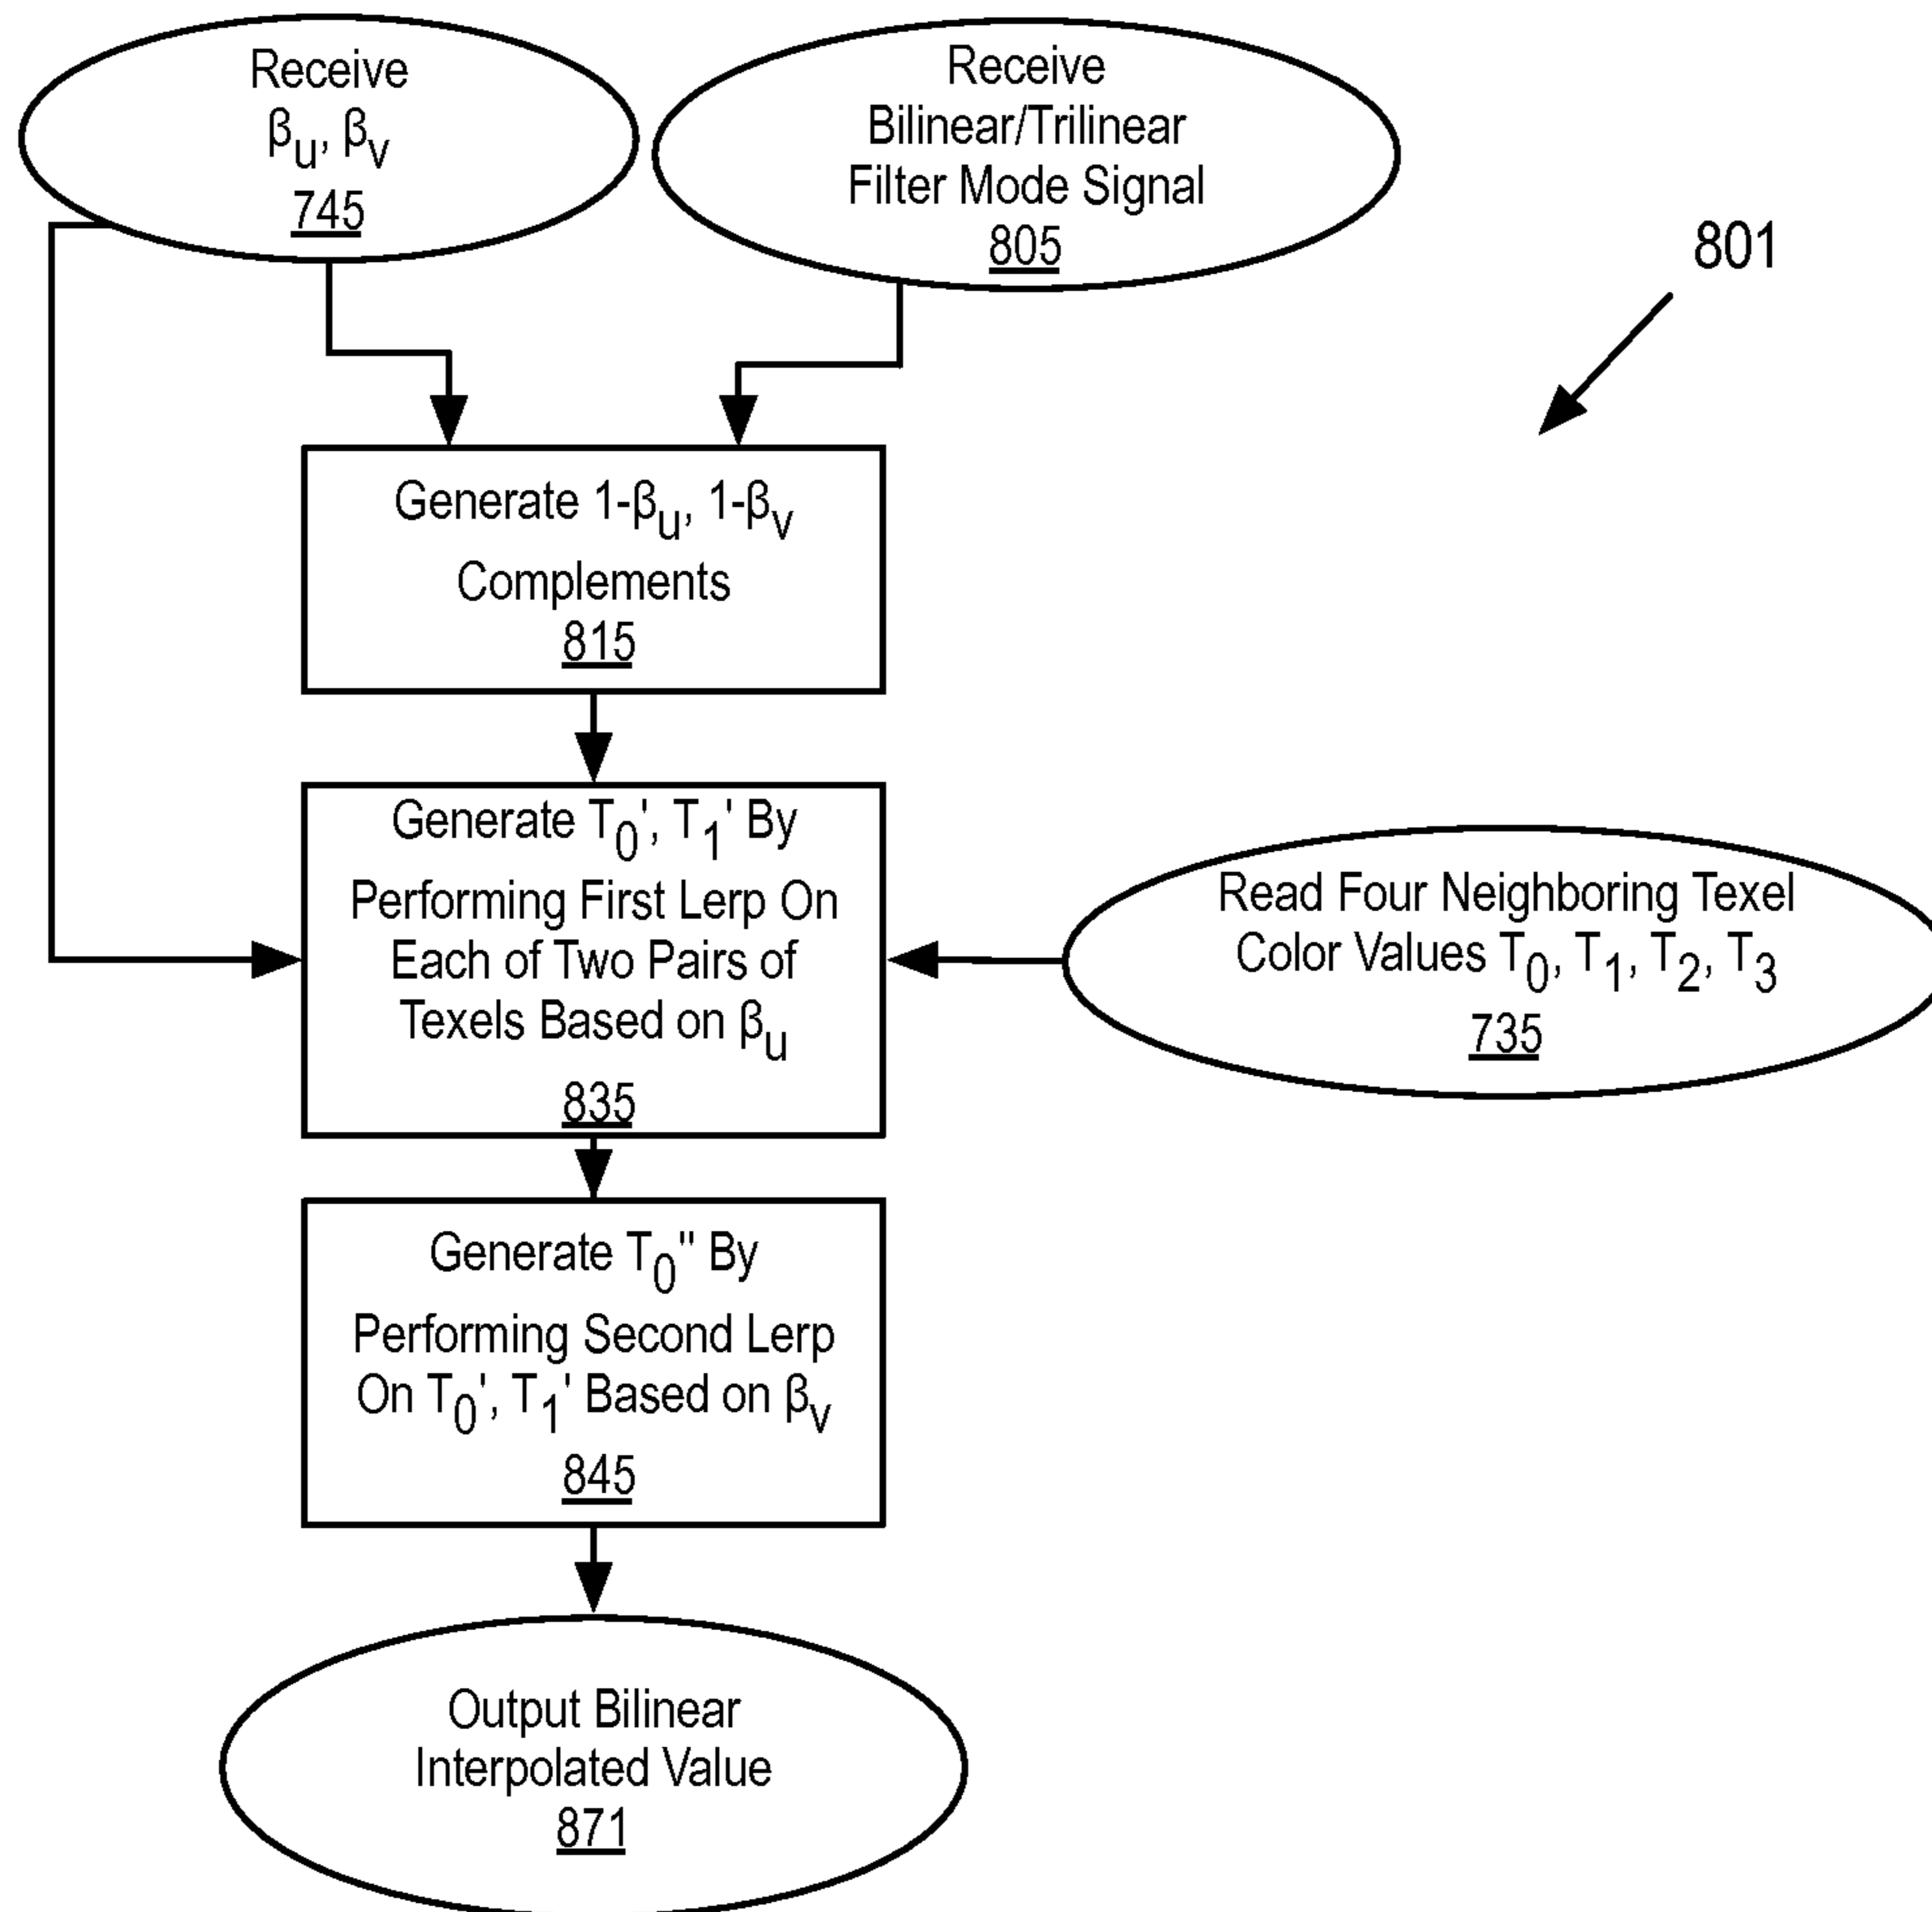 Receive
βu, βv
745
Receive
Bilinear/Trilinear
Filter Mode Signal
805
801
Generate 1-βu, 1-βv
Complements
815
Generate T0', T1' By
Performing First Lerp On
Each of Two Pairs of
Texels Based on βu
835
Read Four Neighboring Texel
Color Values T0, T1, T2, T3
735
Generate T0" By
Performing Second Lerp
On T0', T1' Based on βv
845
Output Bilinear
Interpolated Value
871